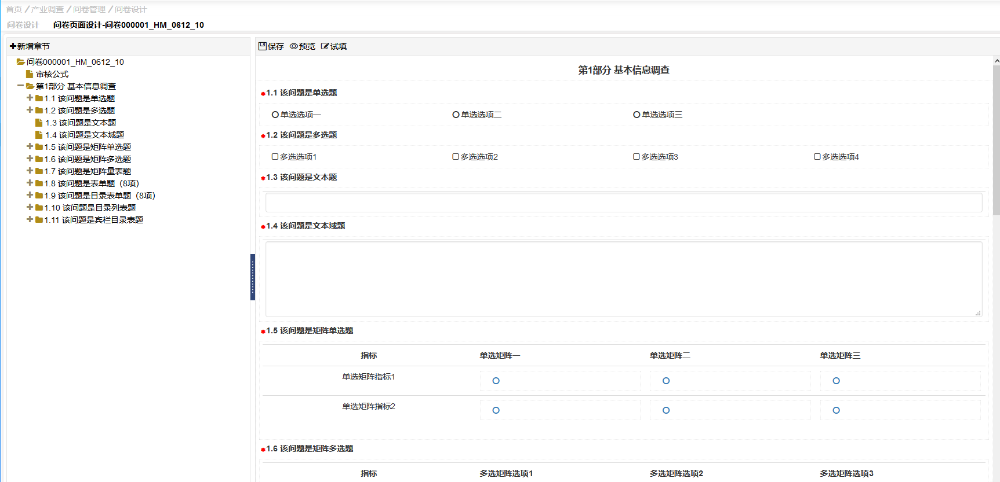 首页 / 产业调查 / 问卷管理 / 问卷设计
问卷设计 问卷页面设计-问卷000001_HM_0612_10
新增章节
问卷000001_HM_0612_10
审核公式
第1部分 基本信息调查
1.1 该问题是单选题
1.2 该问题是多选题
1.3 该问题是文本题
1.4 该问题是文本域题
1.5 该问题是矩阵单选题
1.6 该问题是矩阵多选题
1.7 该问题是矩阵量表题
1.8 该问题是表单题（8项）
1.9 该问题是目录表单题（8项）
1.10 该问题是目录列表题
1.11 该问题是宾栏目录表题
保存 预览 试填
第1部分 基本信息调查
1.1 该问题是单选题
单选选项一 单选选项二 单选选项三
1.2 该问题是多选题
多选选项1 多选选项2 多选选项3 多选选项4
1.3 该问题是文本题
1.4 该问题是文本域题
1.5 该问题是矩阵单选题
指标 单选矩阵一 单选矩阵二 单选矩阵三
单选矩阵指标1
单选矩阵指标2
1.6 该问题是矩阵多选题
指标 多选矩阵选项1 多选矩阵选项2 多选矩阵选项3